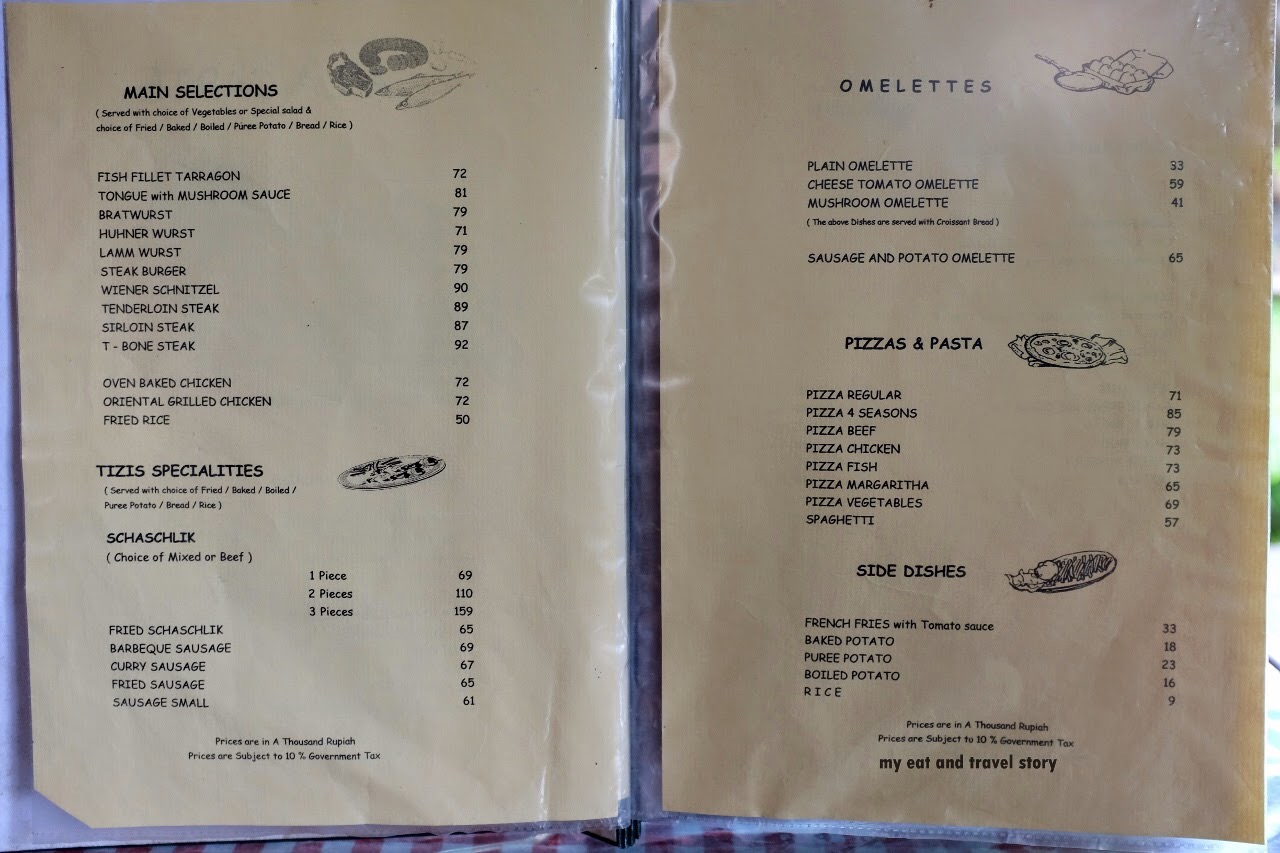 MAIN SELECTIONS
( Served with choice of Vegetables or Special salad &
choice of Fried / Baked / Boiled / Puree Potato / Bread / Rice )
FISH FILLET TARRAGON 72
TONGUE with MUSHROOM SAUCE 81
BRATWURST 79
HUHNER WURST 71
LAMM WURST 79
STEAK BURGER 79
WIENER SCHNITZEL 90
TENDERLOIN STEAK 89
SIRLOIN STEAK 87
T - BONE STEAK 92
OVEN BAKED CHICKEN 72
ORIENTAL GRILLED CHICKEN 72
FRIED RICE 50
TIZIS SPECIALITIES
( Served with choice of Fried / Baked / Boiled /
Puree Potato / Bread / Rice )
SCHASCHLIK
( Choice of Mixed or Beef )
1 Piece 69
2 Pieces 110
3 Pieces 159
FRIED SCHASCHLIK 65
BARBEQUE SAUSAGE 69
CURRY SAUSAGE 67
FRIED SAUSAGE 65
SAUSAGE SMALL 61
Prices are in A Thousand Rupiah
Prices are Subject to 10 % Government Tax
OMELETTES
PLAIN OMELETTE 33
CHEESE TOMATO OMELETTE 59
MUSHROOM OMELETTE 41
( The above Dishes are served with Croissant Bread )
SAUSAGE AND POTATO OMELETTE 65
PIZZAS & PASTA
PIZZA REGULAR 71
PIZZA 4 SEASONS 85
PIZZA BEEF 79
PIZZA CHICKEN 73
PIZZA FISH 73
PIZZA MARGARITHA 65
PIZZA VEGETABLES 69
SPAGHETTI 57
SIDE DISHES
FRENCH FRIES with Tomato sauce 33
BAKED POTATO 18
PUREE POTATO 23
BOILED POTATO 16
RICE 9
Prices are in A Thousand Rupiah
Prices are Subject to 10 % Government Tax
my eat and travel story